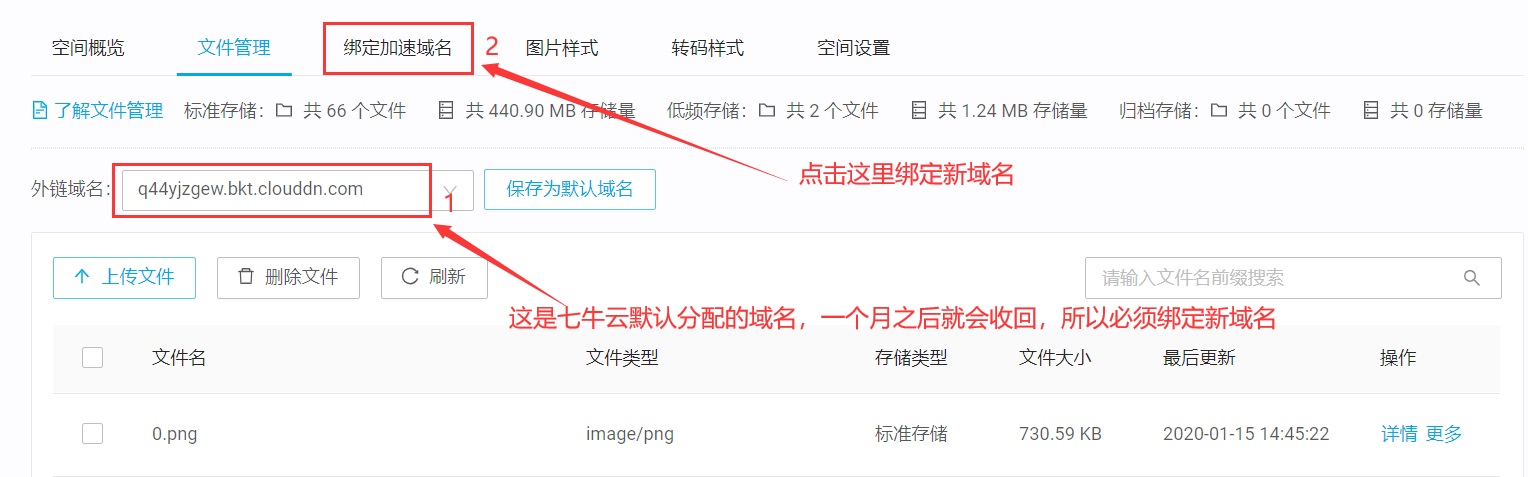 空间概览 文件管理 绑定加速域名 2 图片样式 转码样式 空间设置
了解文件管理 标准存储： 共 66 个文件 共 440.90 MB 存储量 低频存储： 共 2 个文件 共 1.24 MB 存储量 归档存储： 共 0 个文件 共 0 存储量
点击这里绑定新域名
外链域名： q44yjzgew.bkt.clouddn.com 1 保存为默认域名
上传文件 删除文件 刷新 请输入文件名前缀搜索
这是七牛云默认分配的域名，一个月之后就会收回，所以必须绑定新域名
文件名 文件类型 存储类型 文件大小 最后更新 操作
0.png image/png 标准存储 730.59 KB 2020-01-15 14:45:22 详情 更多